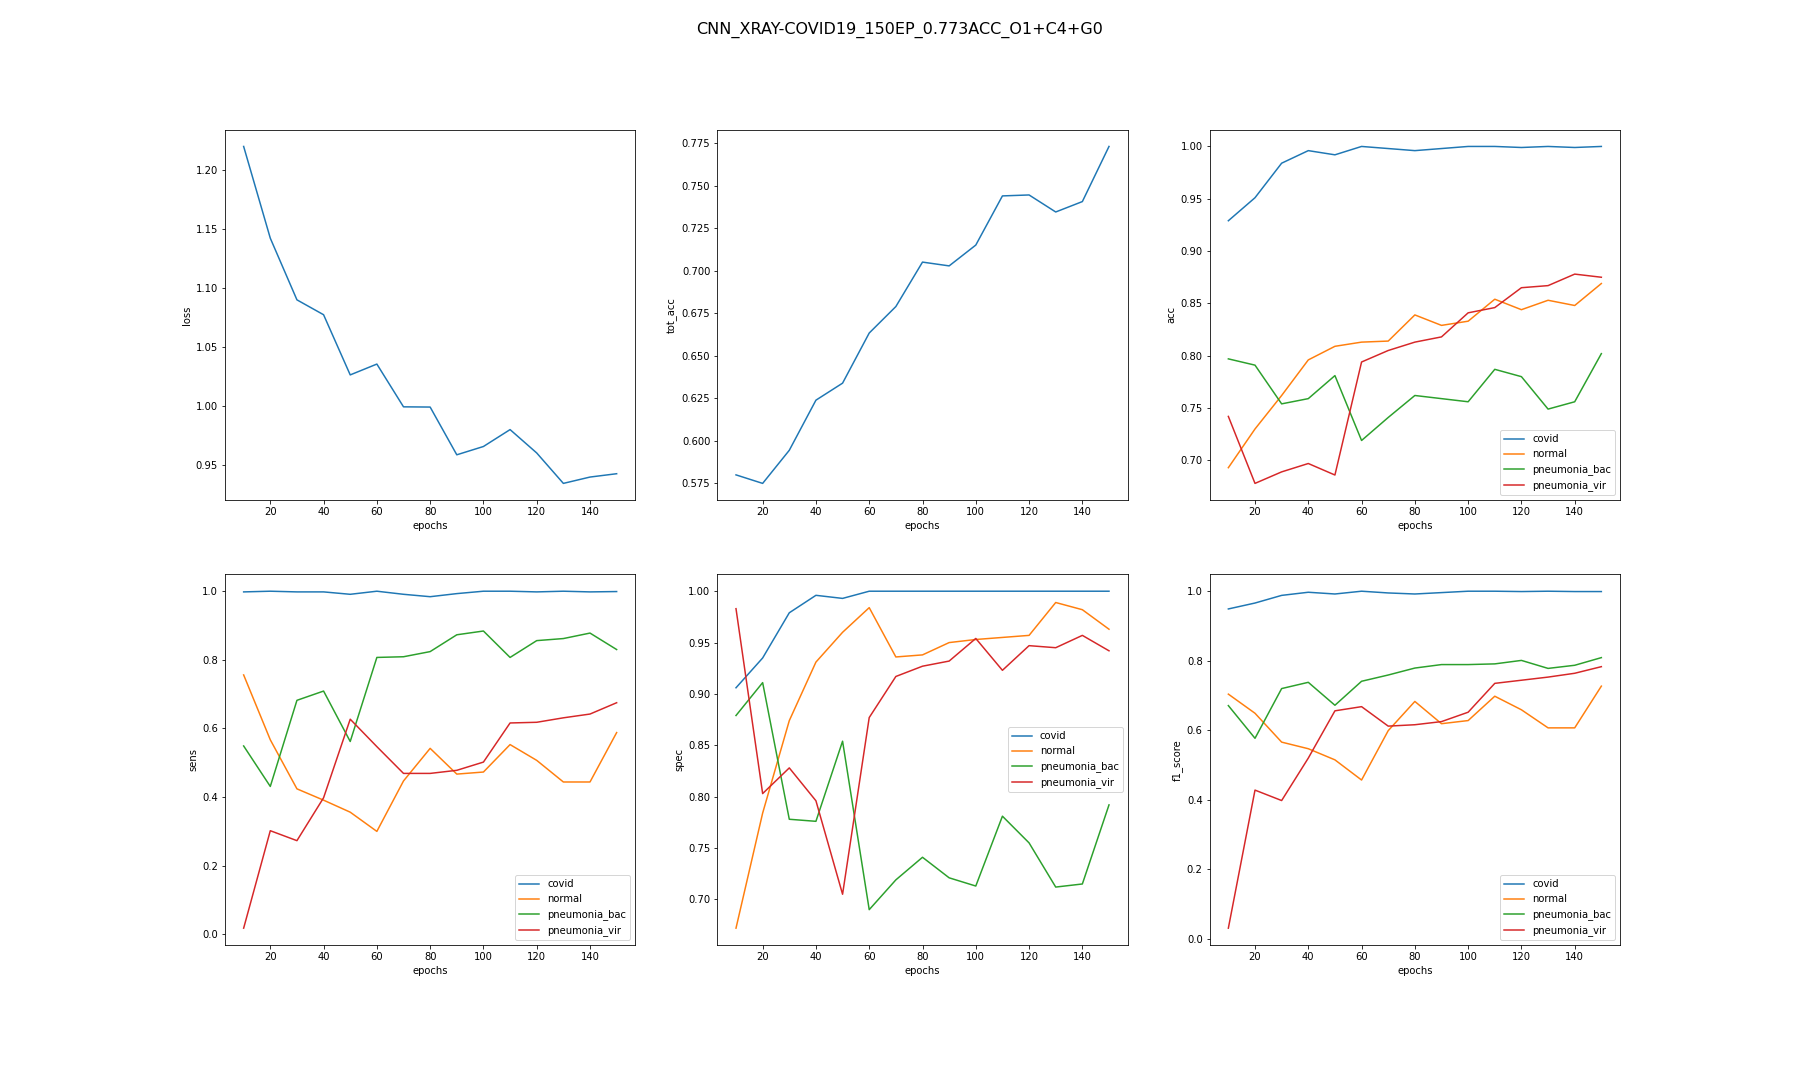 CNN_XRAY-COVID19_150EP_0.773ACC_O1+C4+G0
1.20
1.15
1.10
1.05
1.00
0.95
loss
20 40 60 80 100 120 140
epochs
0.775
0.750
0.725
0.700
0.675
0.650
0.625
0.600
0.575
tot_acc
20 40 60 80 100 120 140
epochs
1.00
0.95
0.90
0.85
0.80
0.75
0.70
acc
covid
normal
pneumonia_bac
pneumonia_vir
20 40 60 80 100 120 140
epochs
1.0
0.8
0.6
0.4
0.2
0.0
sens
covid
normal
pneumonia_bac
pneumonia_vir
20 40 60 80 100 120 140
epochs
1.00
0.95
0.90
0.85
0.80
0.75
0.70
spec
covid
normal
pneumonia_bac
pneumonia_vir
20 40 60 80 100 120 140
epochs
1.0
0.8
0.6
0.4
0.2
0.0
f1_score
covid
normal
pneumonia_bac
pneumonia_vir
20 40 60 80 100 120 140
epochs